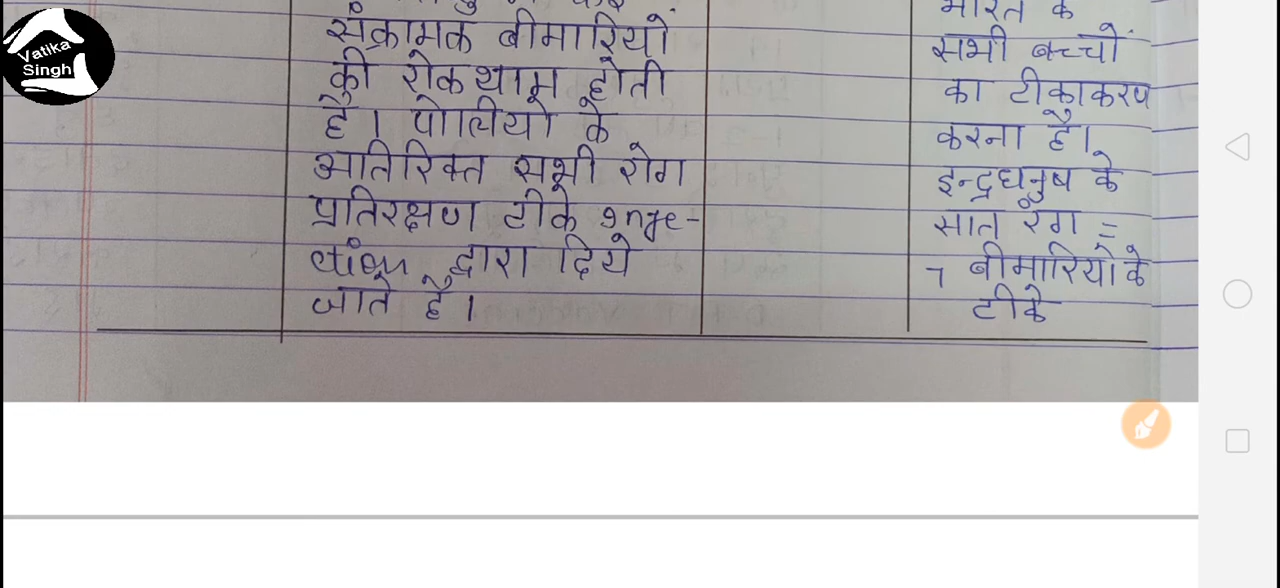 Vatika
Singh
संक्रामक बीमारियों
की रोकथाम होती
है। पोलियो के
अतिरिक्त सभी रोग
प्रतिरक्षण टीके inje-
ction द्वारा दिये
जाते है।
भारत के
सभी बच्चों
का टीकाकरण
करना है।
इन्द्रधनुष के
सात रंग =
7 बीमारियों के
टीके